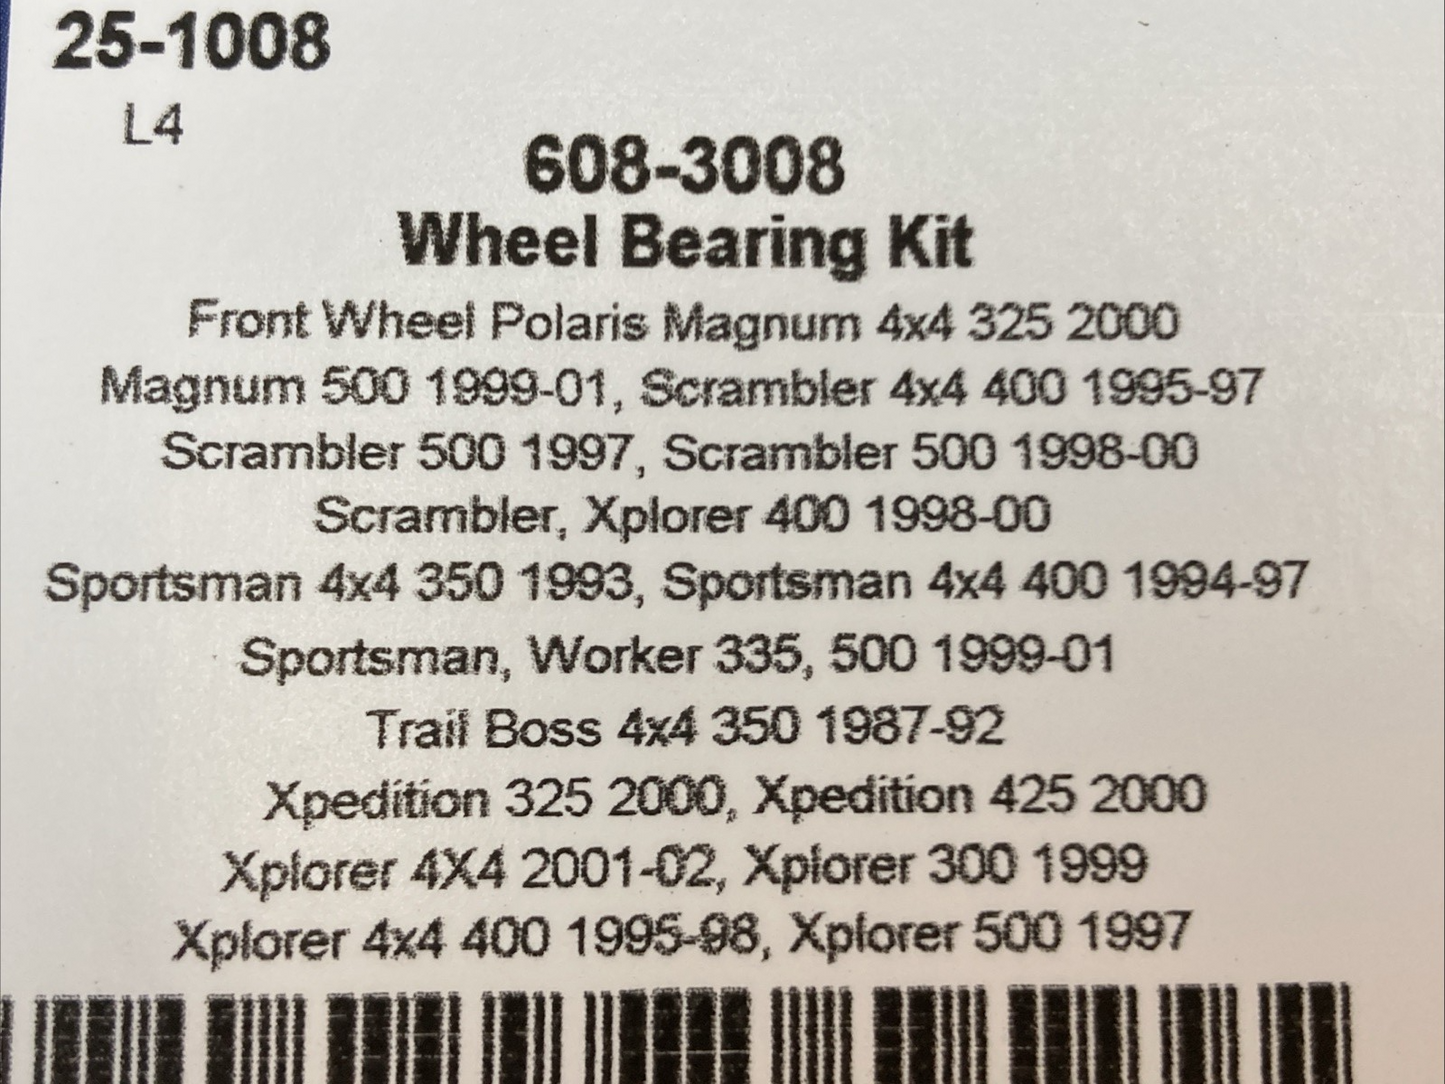 25-1008
L4
608-3008
Wheel Bearing Kit
Front Wheel Polaris Magnum 4x4 325 2000
Magnum 500 1999-01, Scrambler 4x4 400 1995-97
Scrambler 500 1997, Scrambler 500 1998-00
Scrambler, Xplorer 400 1998-00
Sportsman 4x4 350 1993, Sportsman 4x4 400 1994-97
Sportsman, Worker 335, 500 1999-01
Trail Boss 4x4 350 1987-92
Xpedition 325 2000, Xpedition 425 2000
Xplorer 4X4 2001-02, Xplorer 300 1999
Xplorer 4x4 400 1995-98, Xplorer 500 1997